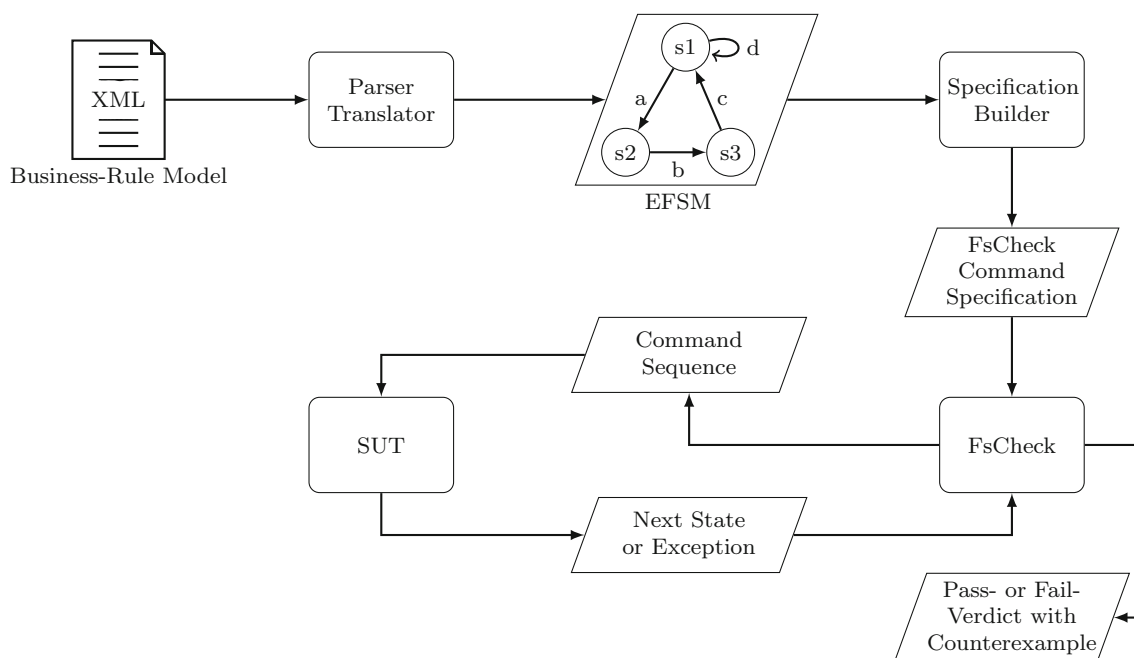 XML
Business-Rule Model
Parser
Translator
s1
d
a
c
s2
s3
b
EFSM
Specification
Builder
FsCheck
Command
Specification
Command
Sequence
SUT
FsCheck
Next State
or Exception
Pass- or Fail-
Verdict with
Counterexample